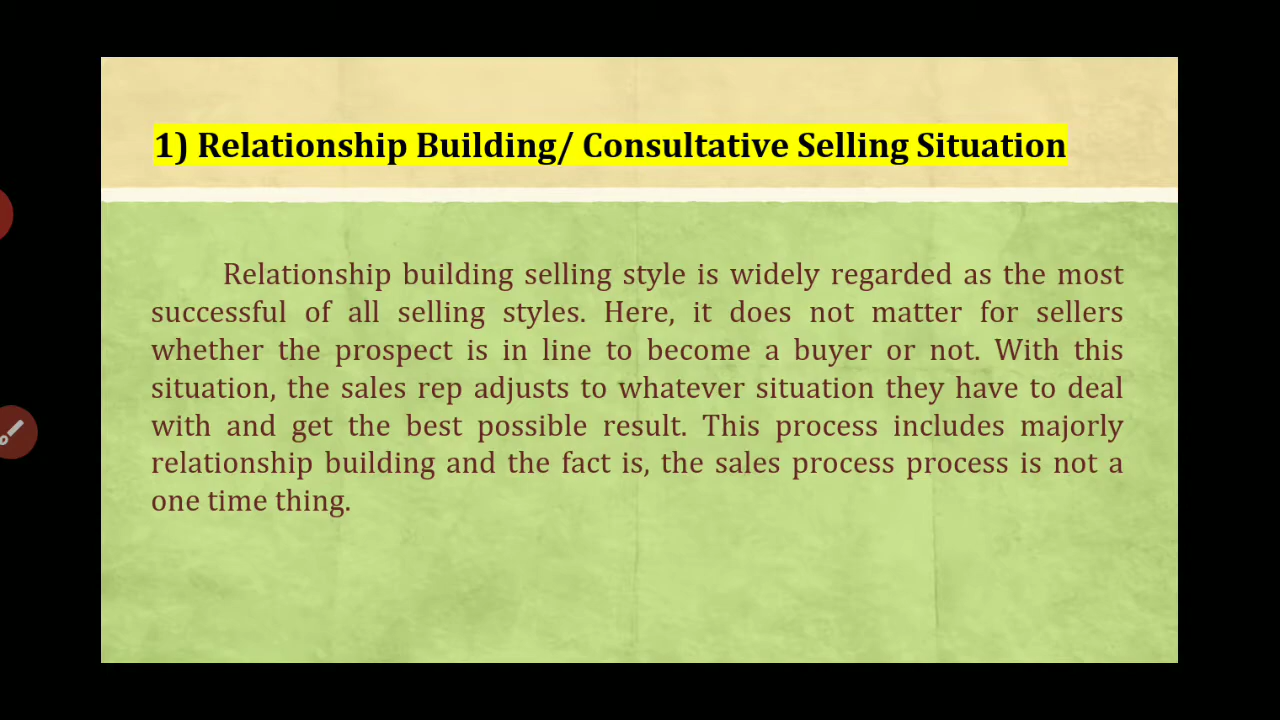 1) Relationship Building/ Consultative Selling Situation
Relationship building selling style is widely regarded as the most
successful of all selling styles. Here, it does not matter for sellers
whether the prospect is in line to become a buyer or not. With this
situation, the sales rep adjusts to whatever situation they have to deal
with and get the best possible result. This process includes majorly
relationship building and the fact is, the sales process process is not a
one time thing.